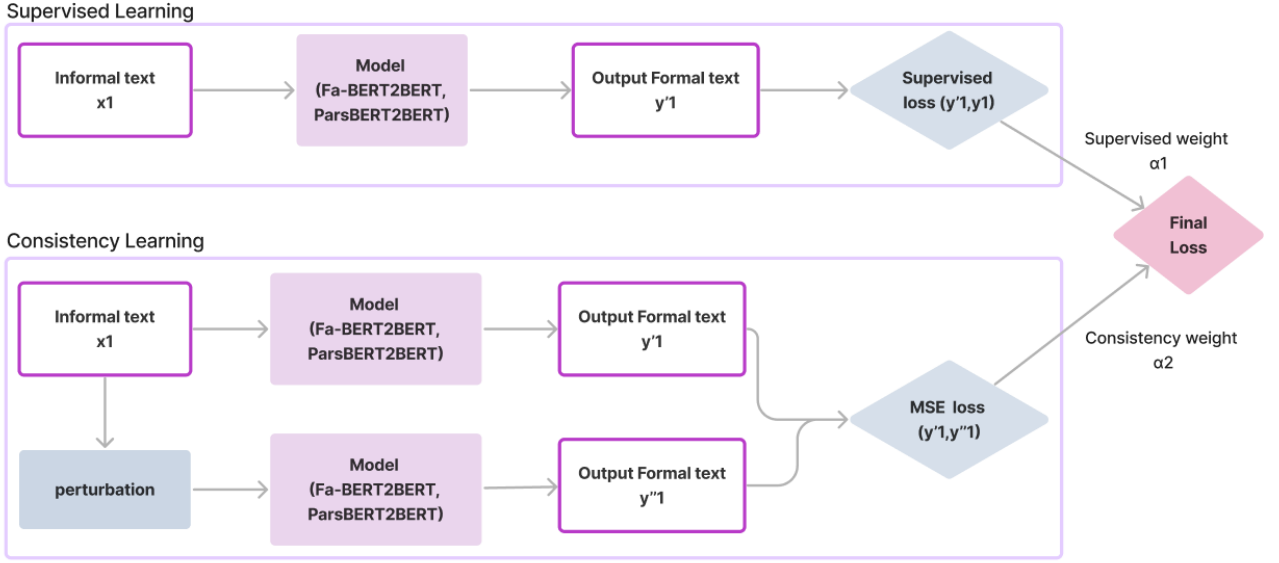 Supervised Learning
Informal text
x1
Model
(Fa-BERT2BERT,
ParsBERT2BERT)
Output Formal text
y'1
Supervised
loss (y'1,y1)
Supervised weight
α1
Final
Loss
Consistency Learning
Informal text
x1
Model
(Fa-BERT2BERT,
ParsBERT2BERT)
Output Formal text
y'1
MSE loss
(y'1,y''1)
Consistency weight
α2
perturbation
Model
(Fa-BERT2BERT,
ParsBERT2BERT)
Output Formal text
y''1